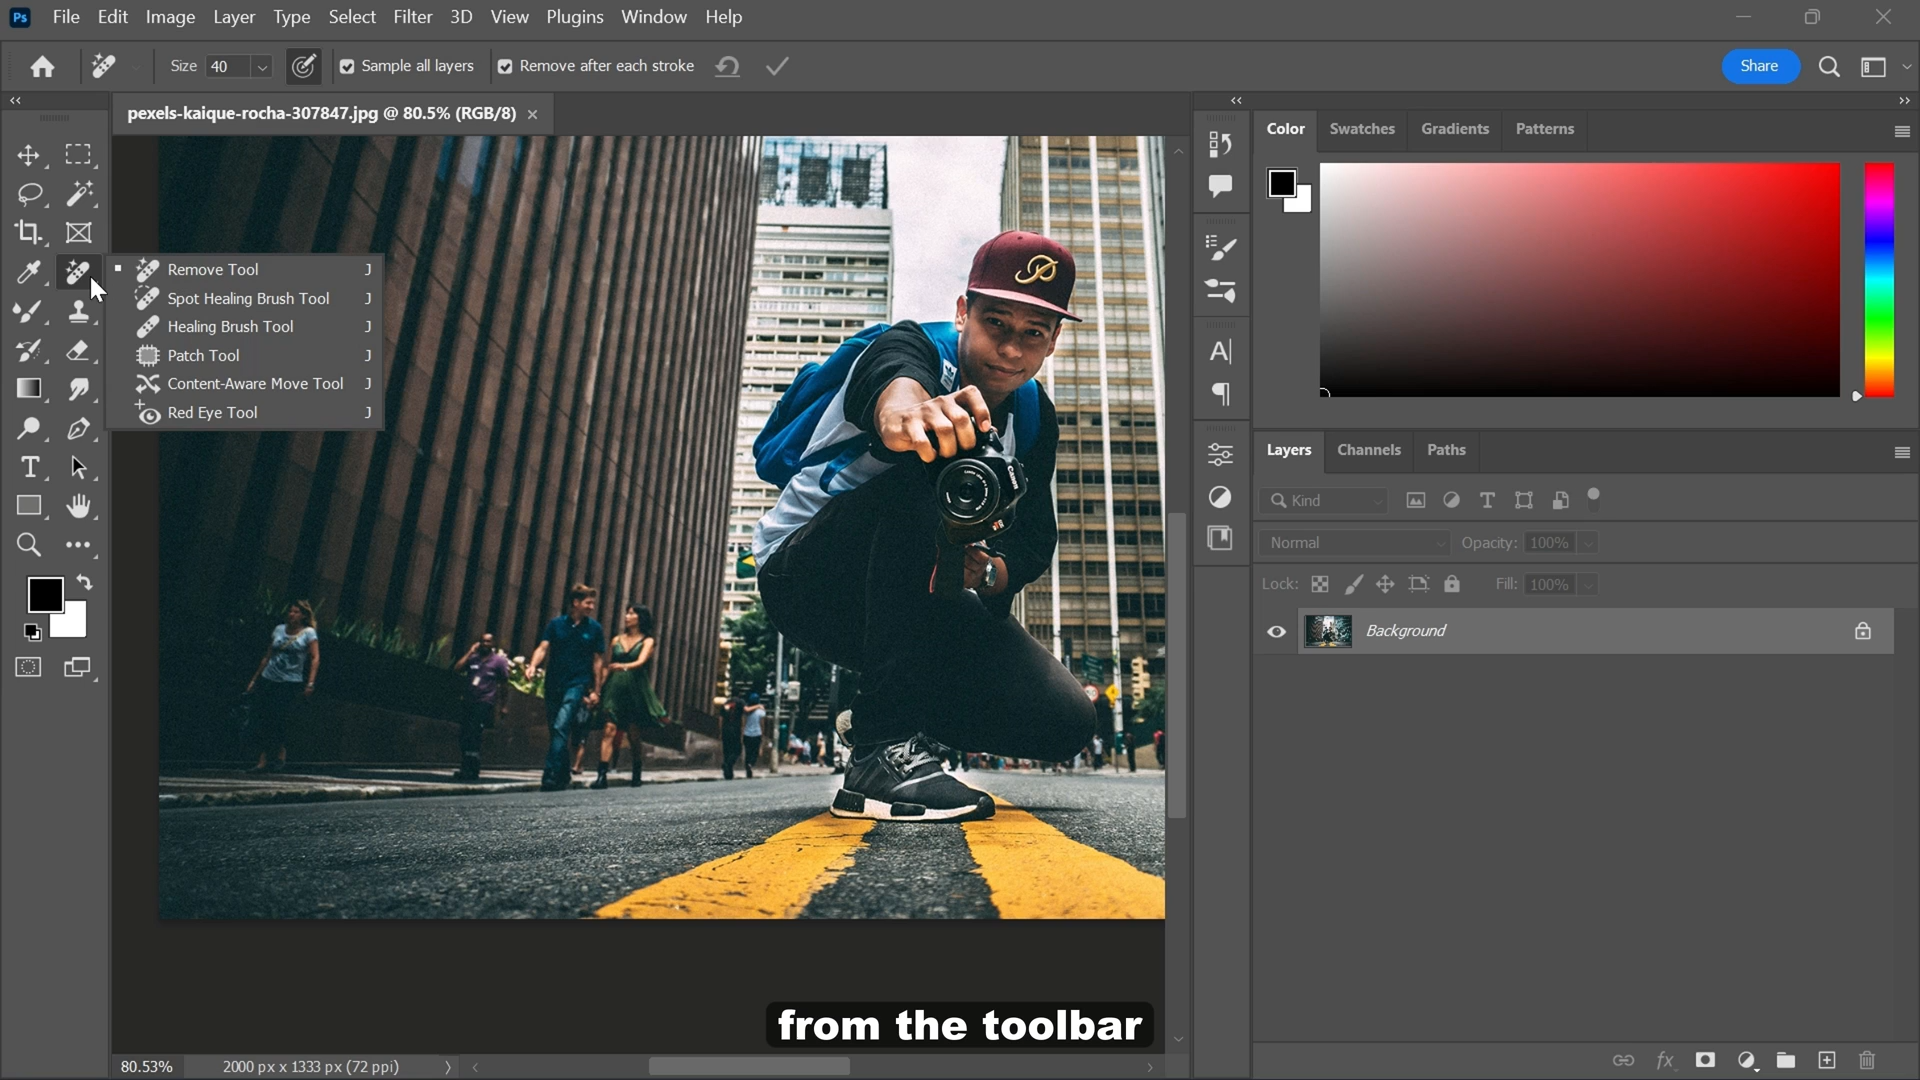 Ps File Edit Image Layer Type Select Filter 3D View Plugins Window Help
Size 40 Sample all layers Remove after each stroke Share
pexels-kaique-rocha-307847.jpg @ 80.5% (RGB/8)
Color Swatches Gradients Patterns
Remove Tool J
Spot Healing Brush Tool J
Healing Brush Tool J
Patch Tool J
Content-Aware Move Tool J
Red Eye Tool J
Canon
Layers Channels Paths
Kind
Normal Opacity: 100%
Lock: Fill: 100%
Background
from the toolbar
80.53% 2000 px x 1333 px (72 ppi)